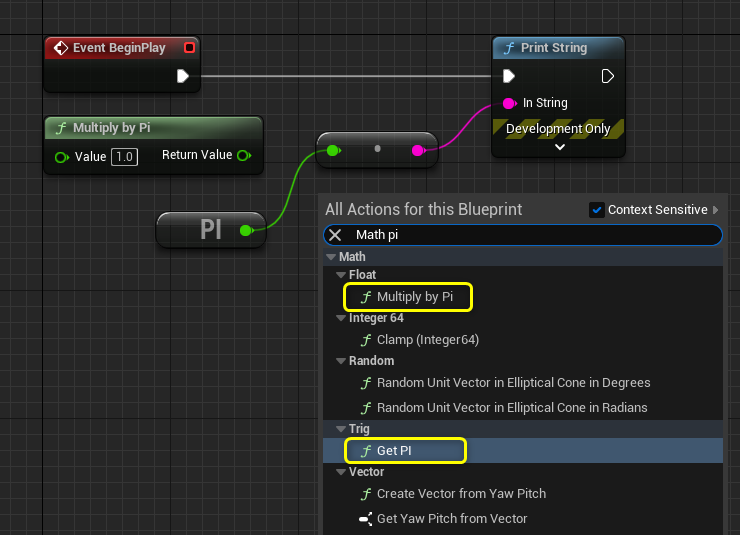 Event BeginPlay
Print String
In String
Development Only
f Multiply by Pi
Value 1.0 Return Value
PI
All Actions for this Blueprint Context Sensitive
Math pi
Math
Float
f Multiply by Pi
Integer 64
f Clamp (Integer64)
Random
f Random Unit Vector in Elliptical Cone in Degrees
f Random Unit Vector in Elliptical Cone in Radians
Trig
f Get PI
Vector
f Create Vector from Yaw Pitch
Get Yaw Pitch from Vector